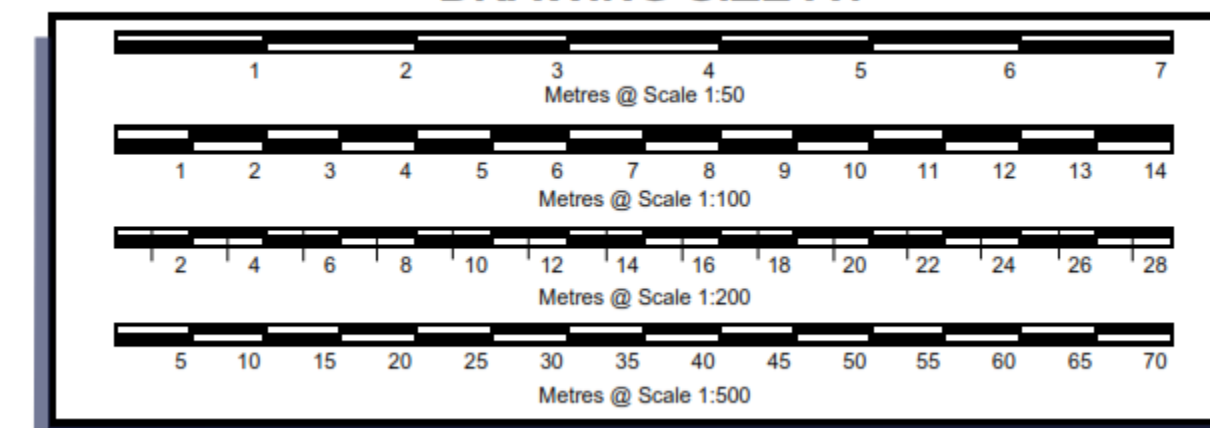 1 2 3 4 5 6 7
Metres @ Scale 1:50
1 2 3 4 5 6 7 8 9 10 11 12 13 14
Metres @ Scale 1:100
2 4 6 8 10 12 14 16 18 20 22 24 26 28
Metres @ Scale 1:200
5 10 15 20 25 30 35 40 45 50 55 60 65 70
Metres @ Scale 1:500